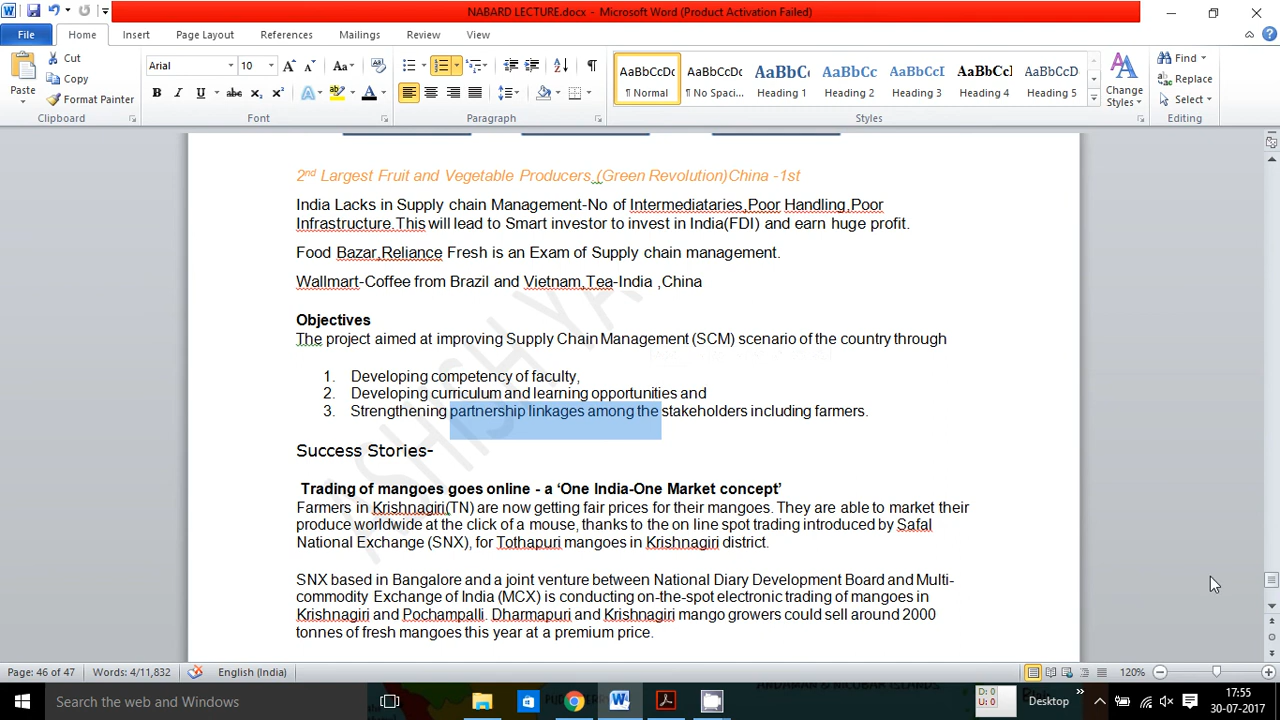 NABARD LECTURE.docx - Microsoft Word (Product Activation Failed)
File Home Insert Page Layout References Mailings Review View
Paste Cut Copy Format Painter
Arial 10
AaBbCcDc AaBbCcDc AaBbCc AaBbCc AaBbCcI AaBbCcI AaBbCcDc
¶ Normal ¶ No Spaci... Heading 1 Heading 2 Heading 3 Heading 4 Heading 5
Change Styles
Find Replace Select
Clipboard Font Paragraph Styles Editing
2nd Largest Fruit and Vegetable Producers (Green Revolution)China -1st
India Lacks in Supply chain Management-No of Intermediataries,Poor Handling,Poor
Infrastructure.This will lead to Smart investor to invest in India(FDI) and earn huge profit.
Food Bazar,Reliance Fresh is an Exam of Supply chain management.
Wallmart-Coffee from Brazil and Vietnam,Tea-India ,China
Objectives
The project aimed at improving Supply Chain Management (SCM) scenario of the country through
1. Developing competency of faculty,
2. Developing curriculum and learning opportunities and
3. Strengthening partnership linkages among the stakeholders including farmers.
Success Stories-
Trading of mangoes goes online - a ‘One India-One Market concept’
Farmers in Krishnagiri(TN) are now getting fair prices for their mangoes. They are able to market their
produce worldwide at the click of a mouse, thanks to the on line spot trading introduced by Safal
National Exchange (SNX), for Tothapuri mangoes in Krishnagiri district.
SNX based in Bangalore and a joint venture between National Diary Development Board and Multi-
commodity Exchange of India (MCX) is conducting on-the-spot electronic trading of mangoes in
Krishnagiri and Pochampalli. Dharmapuri and Krishnagiri mango growers could sell around 2000
tonnes of fresh mangoes this year at a premium price.
ASHISH YA
Page: 46 of 47 Words: 4/11,832 English (India) 120%
ANDAMAN & NICOBAR ISLANDS
Search the web and Windows
D: 0
U: 0
Desktop
17:55
30-07-2017